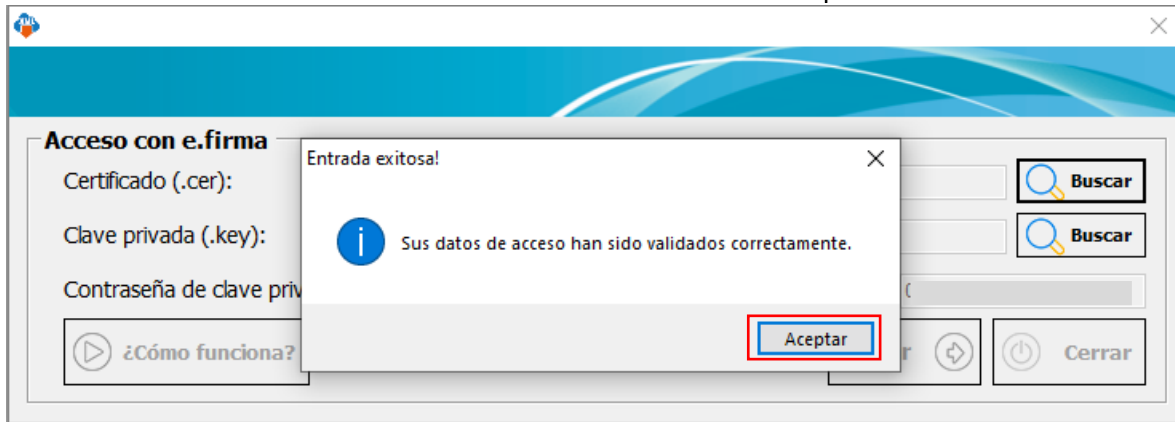 XML
Acceso con e.firma
Entrada exitosa!
Certificado (.cer):
Buscar
Sus datos de acceso han sido validados correctamente.
Clave privada (.key):
Buscar
Contraseña de clave
Aceptar
¿Cómo funciona?
Cerrar